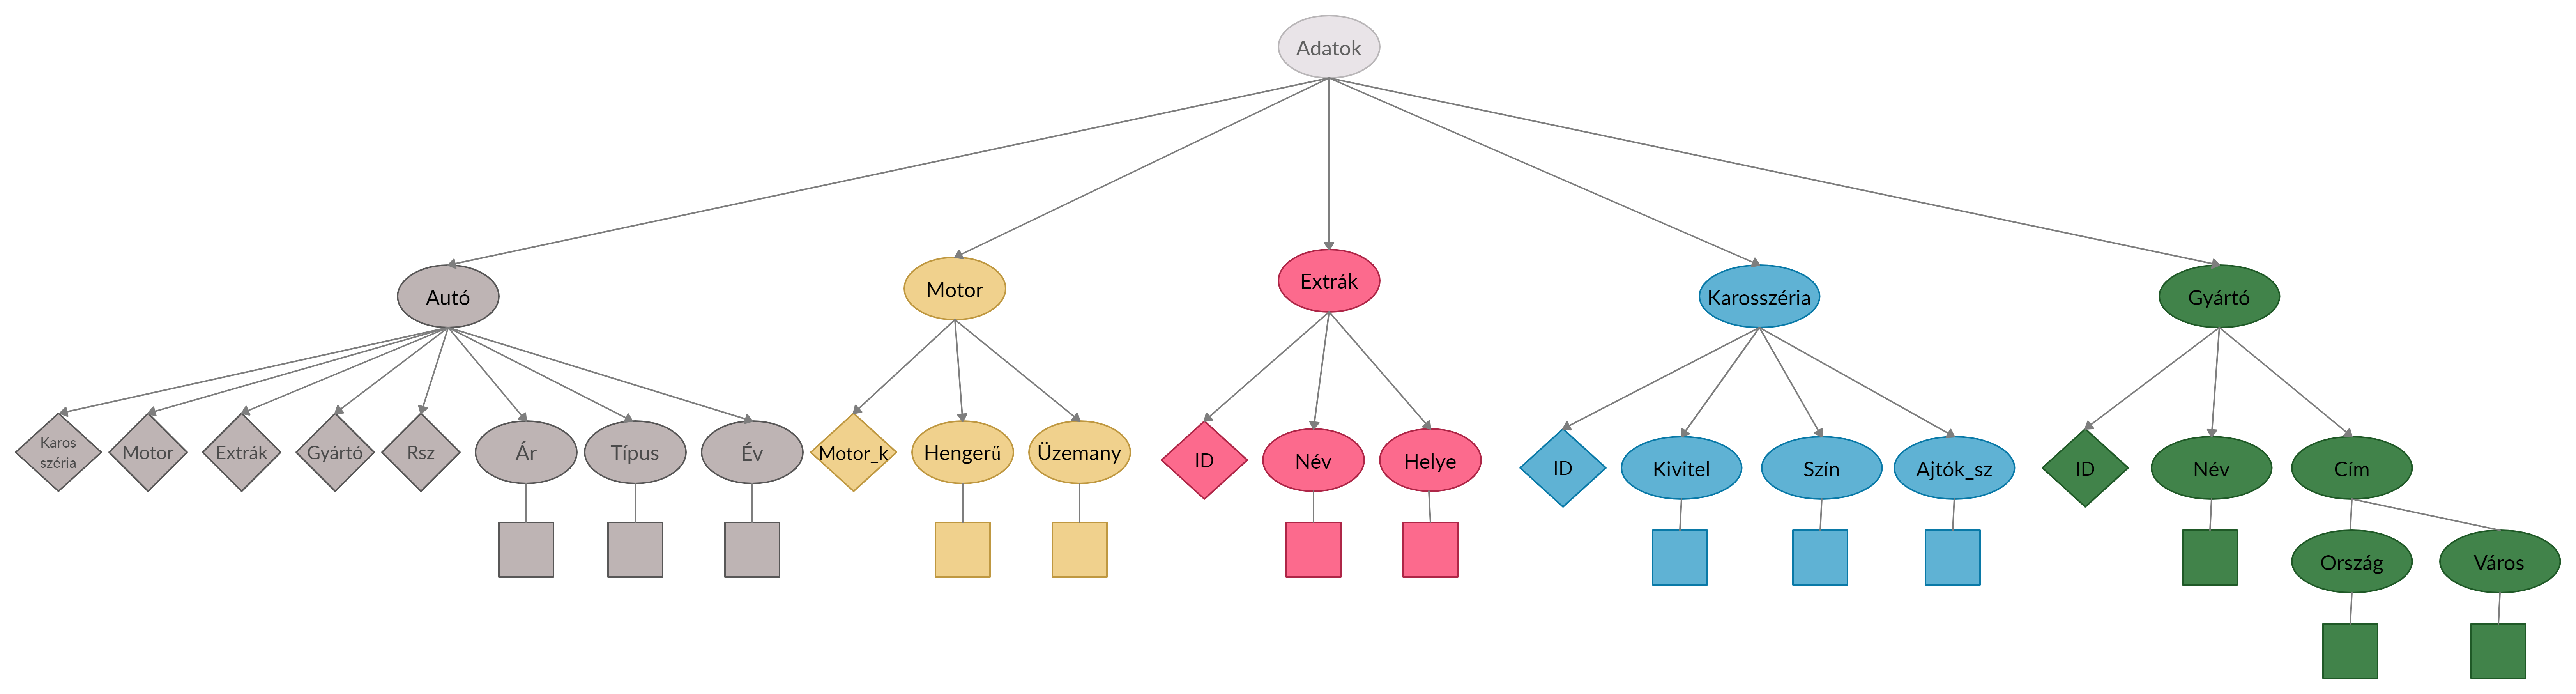 Adatok
Autó
Motor
Extrák
Karosszéria
Gyártó
Karos
széria
Motor
Extrák
Gyártó
Rsz
Ár
Típus
Év
Motor_k
Hengerű
Üzemany
ID
Név
Helye
ID
Kivitel
Szín
Ajtók_sz
ID
Név
Cím
Ország
Város